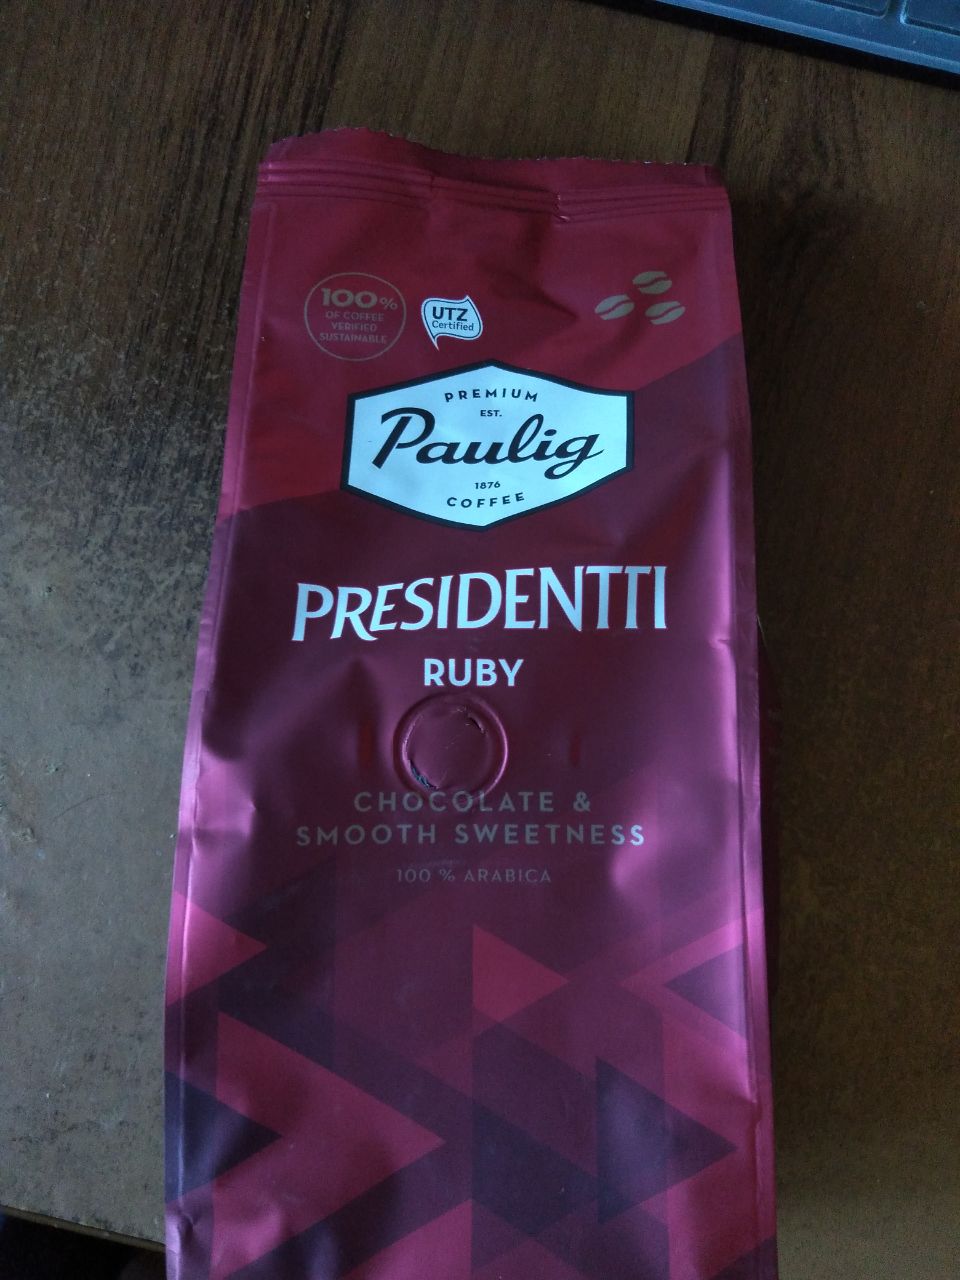 100%
OF COFFEE
VERIFIED
SUSTAINABLE
UTZ
Certified
PREMIUM
EST.
Paulig
1876
COFFEE
PRESIDENTTI
RUBY
CHOCOLATE &
SMOOTH SWEETNESS
100 % ARABICA